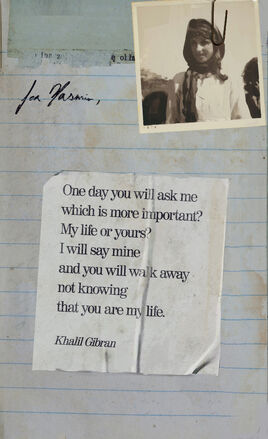 for Yasmin,
One day you will ask me
which is more important?
My life or yours?
I will say mine
and you will walk away
not knowing
that you are my life.
Khalil Gibran